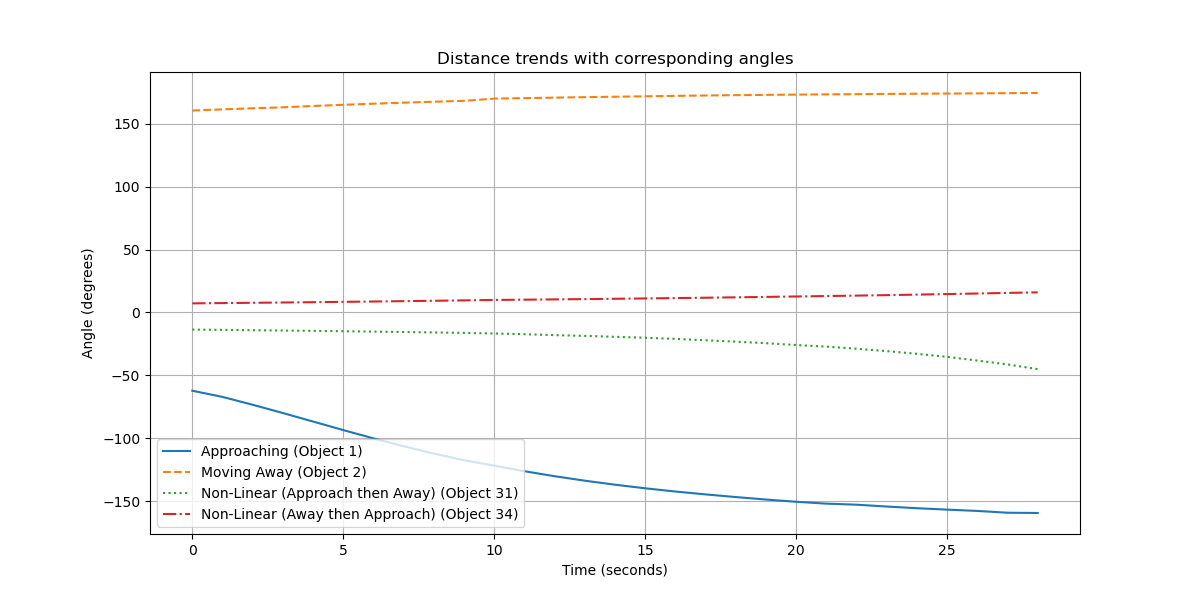 Distance trends with corresponding angles
Angle (degrees)
150
100
50
0
−50
−100
−150
Approaching (Object 1)
Moving Away (Object 2)
Non-Linear (Approach then Away) (Object 31)
Non-Linear (Away then Approach) (Object 34)
0 5 10 15 20 25
Time (seconds)